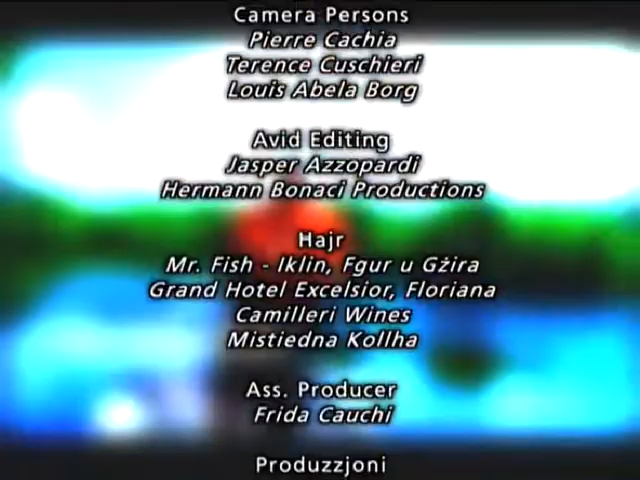 Camera Persons
Pierre Cachia
Terence Cuschieri
Louis Abela Borg
Avid Editing
Jasper Azzopardi
Hermann Bonaci Productions
Hajr
Mr. Fish - Iklin, Fgur u Gżira
Grand Hotel Excelsior, Floriana
Camilleri Wines
Mistiedna Kollha
Ass. Producer
Frida Cauchi
Produzzjoni